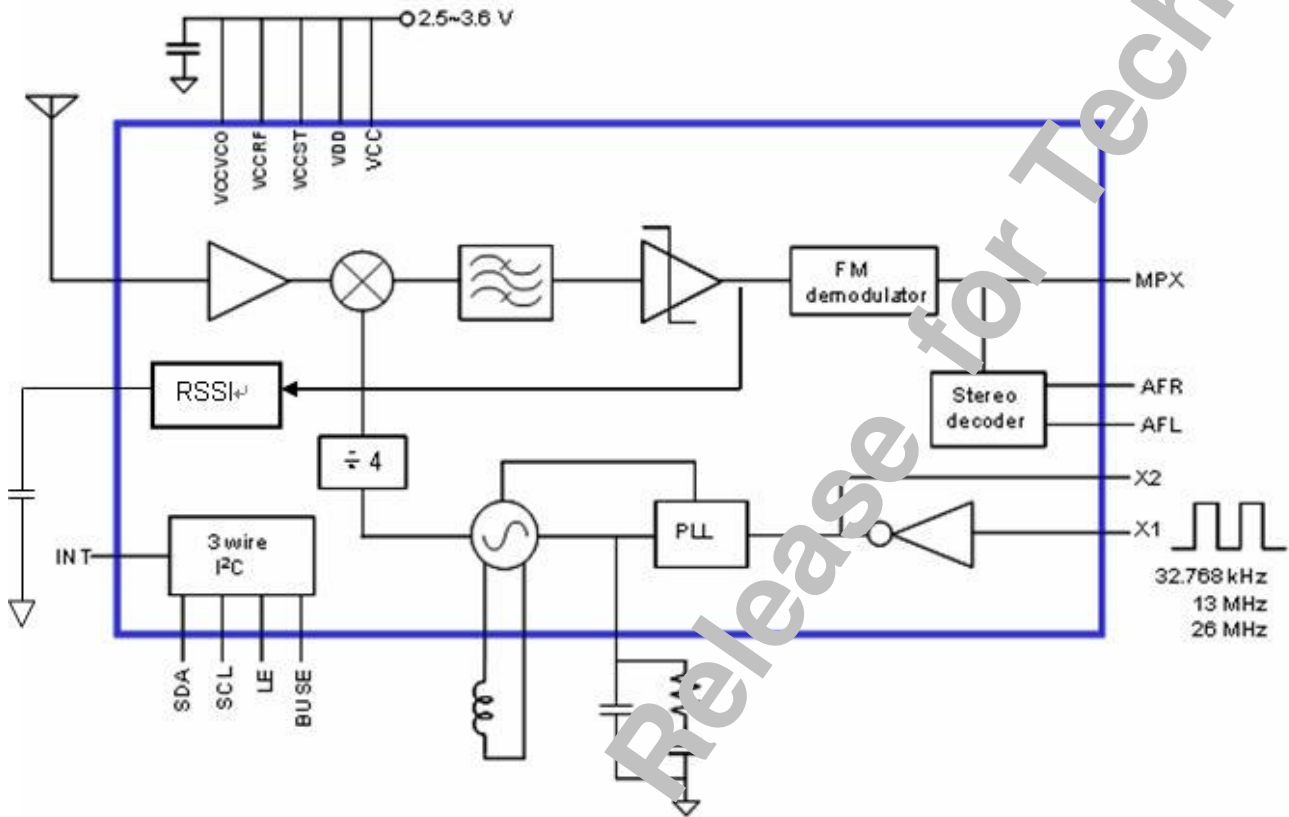 2.5~3.6 V
VCCVCO
VCCRF
VCCST
VDD
VCC
FM
demodulator
MPX
RSSI↵
Stereo
decoder
AFR
AFL
÷ 4
X2
PLL
X1
3 wire
I²C
INT
32.768 kHz
13 MHz
26 MHz
SDA
SCL
LE
BUSE
Release for Tech